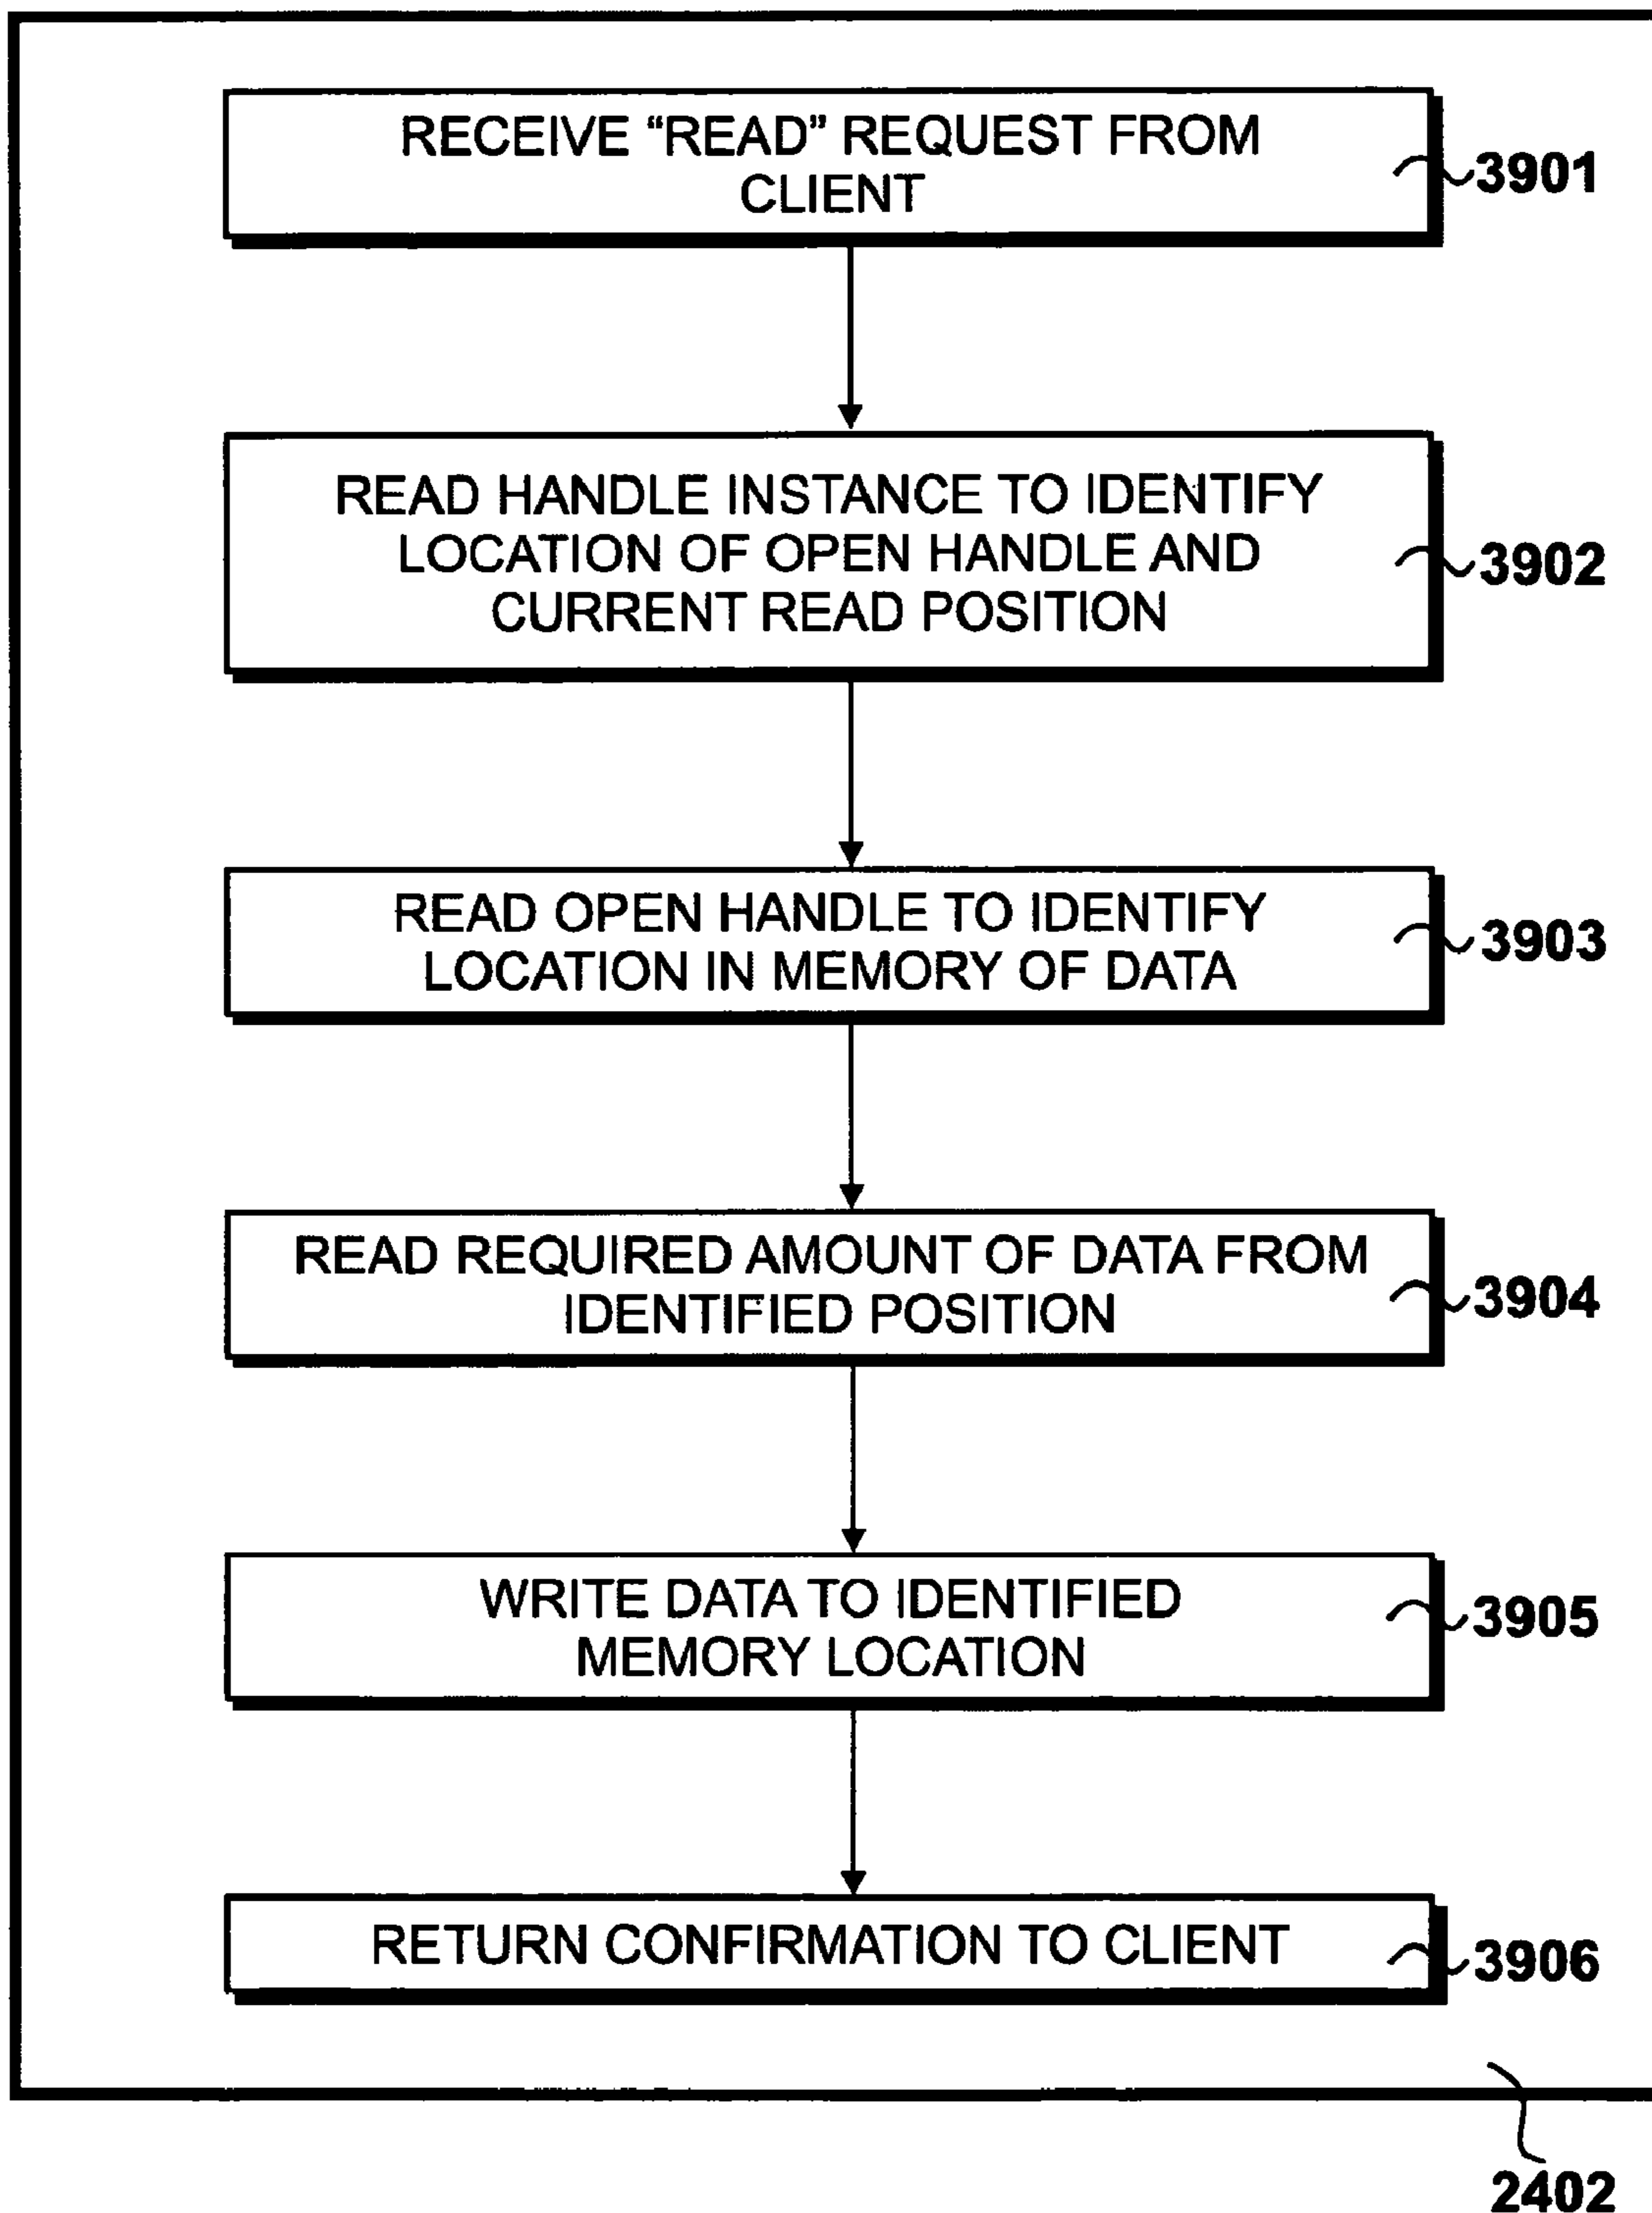 RECEIVE “READ” REQUEST FROM
CLIENT
3901
READ HANDLE INSTANCE TO IDENTIFY
LOCATION OF OPEN HANDLE AND
CURRENT READ POSITION
3902
READ OPEN HANDLE TO IDENTIFY
LOCATION IN MEMORY OF DATA
3903
READ REQUIRED AMOUNT OF DATA FROM
IDENTIFIED POSITION
3904
WRITE DATA TO IDENTIFIED
MEMORY LOCATION
3905
RETURN CONFIRMATION TO CLIENT
3906
2402